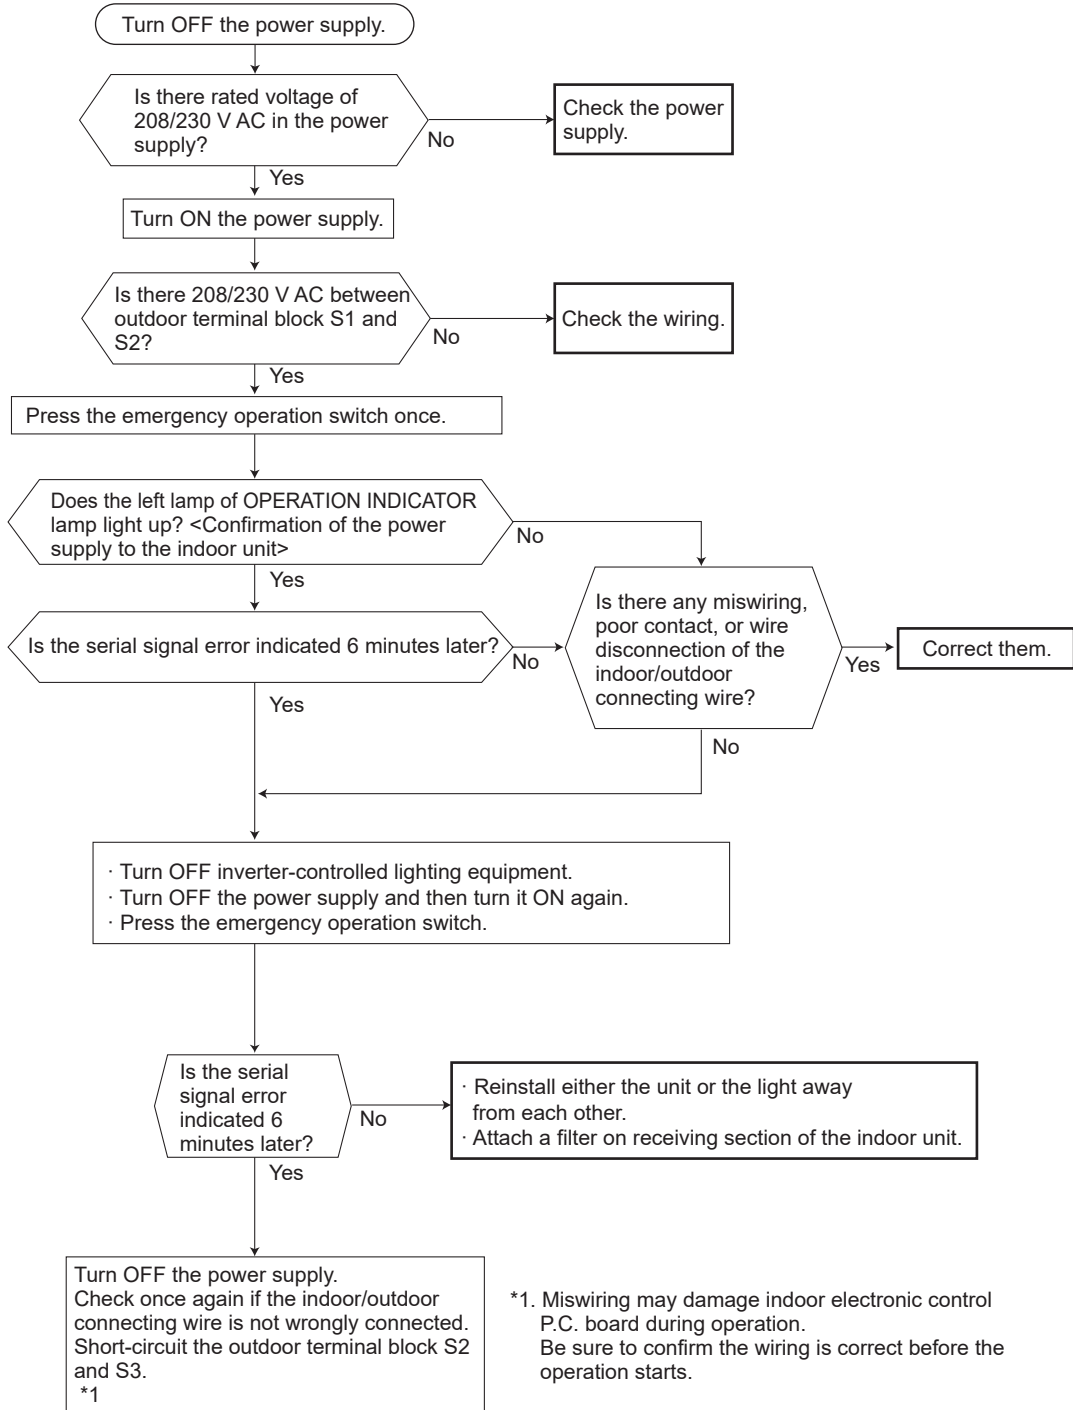 Turn OFF the power supply.
Is there rated voltage of
208/230 V AC in the power
supply?
No
Check the power
supply.
Yes
Turn ON the power supply.
Is there 208/230 V AC between
outdoor terminal block S1 and
S2?
No
Check the wiring.
Yes
Press the emergency operation switch once.
Does the left lamp of OPERATION INDICATOR
lamp light up? <Confirmation of the power
supply to the indoor unit>
No
Yes
Is there any miswiring,
poor contact, or wire
disconnection of the
indoor/outdoor
connecting wire?
Yes
Correct them.
Is the serial signal error indicated 6 minutes later?
No
Yes
No
· Turn OFF inverter-controlled lighting equipment.
· Turn OFF the power supply and then turn it ON again.
· Press the emergency operation switch.
Is the serial
signal error
indicated 6
minutes later?
No
· Reinstall either the unit or the light away
from each other.
· Attach a filter on receiving section of the indoor unit.
Yes
Turn OFF the power supply.
Check once again if the indoor/outdoor
connecting wire is not wrongly connected.
Short-circuit the outdoor terminal block S2
and S3.
*1
*1. Miswiring may damage indoor electronic control
P.C. board during operation.
Be sure to confirm the wiring is correct before the
operation starts.